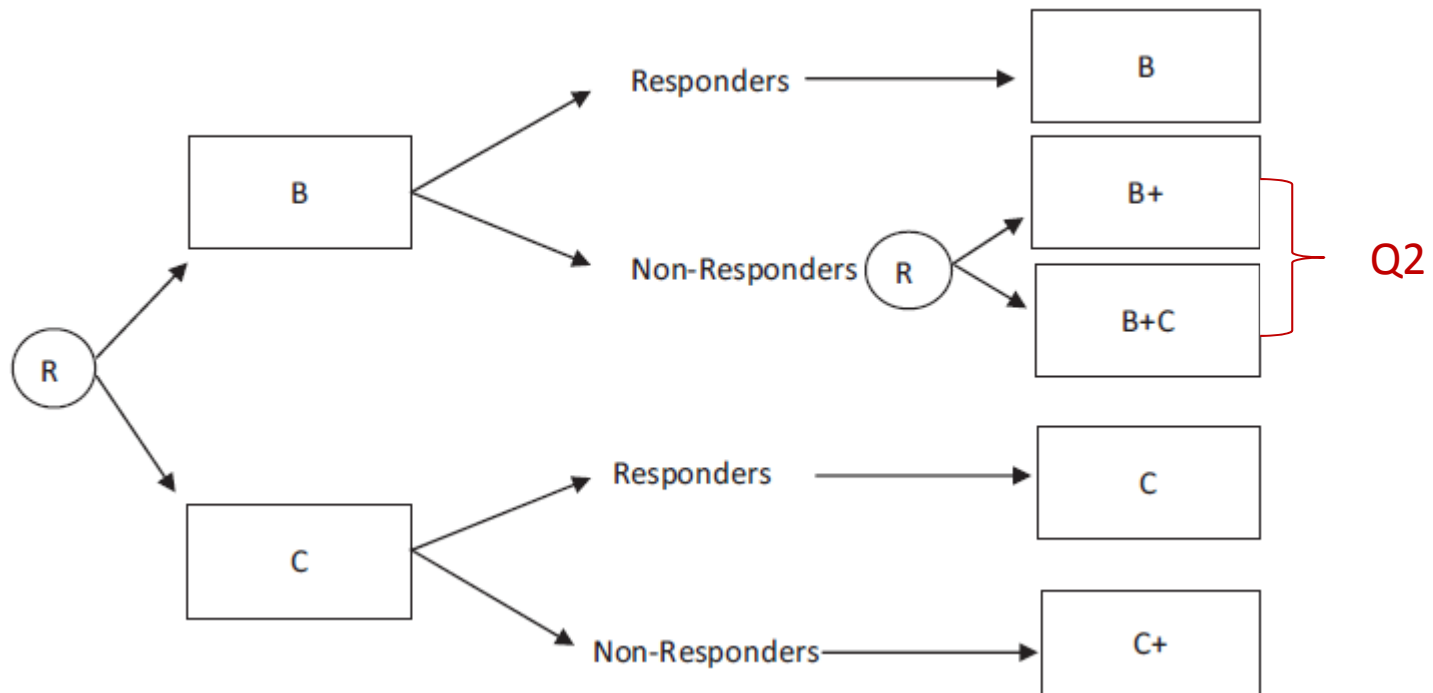 Responders
B
B
B+
Q2
Non-Responders
R
B+C
R
Responders
C
C
Non-Responders
C+